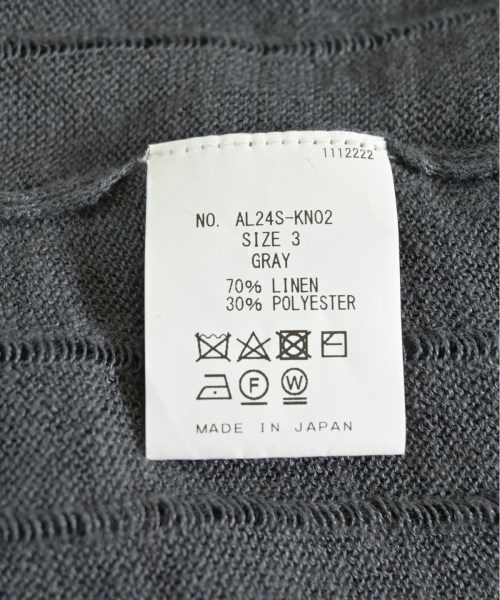 1112222
NO. AL24S-KN02
SIZE 3
GRAY
70% LINEN
30% POLYESTER
F W
MADE IN JAPAN